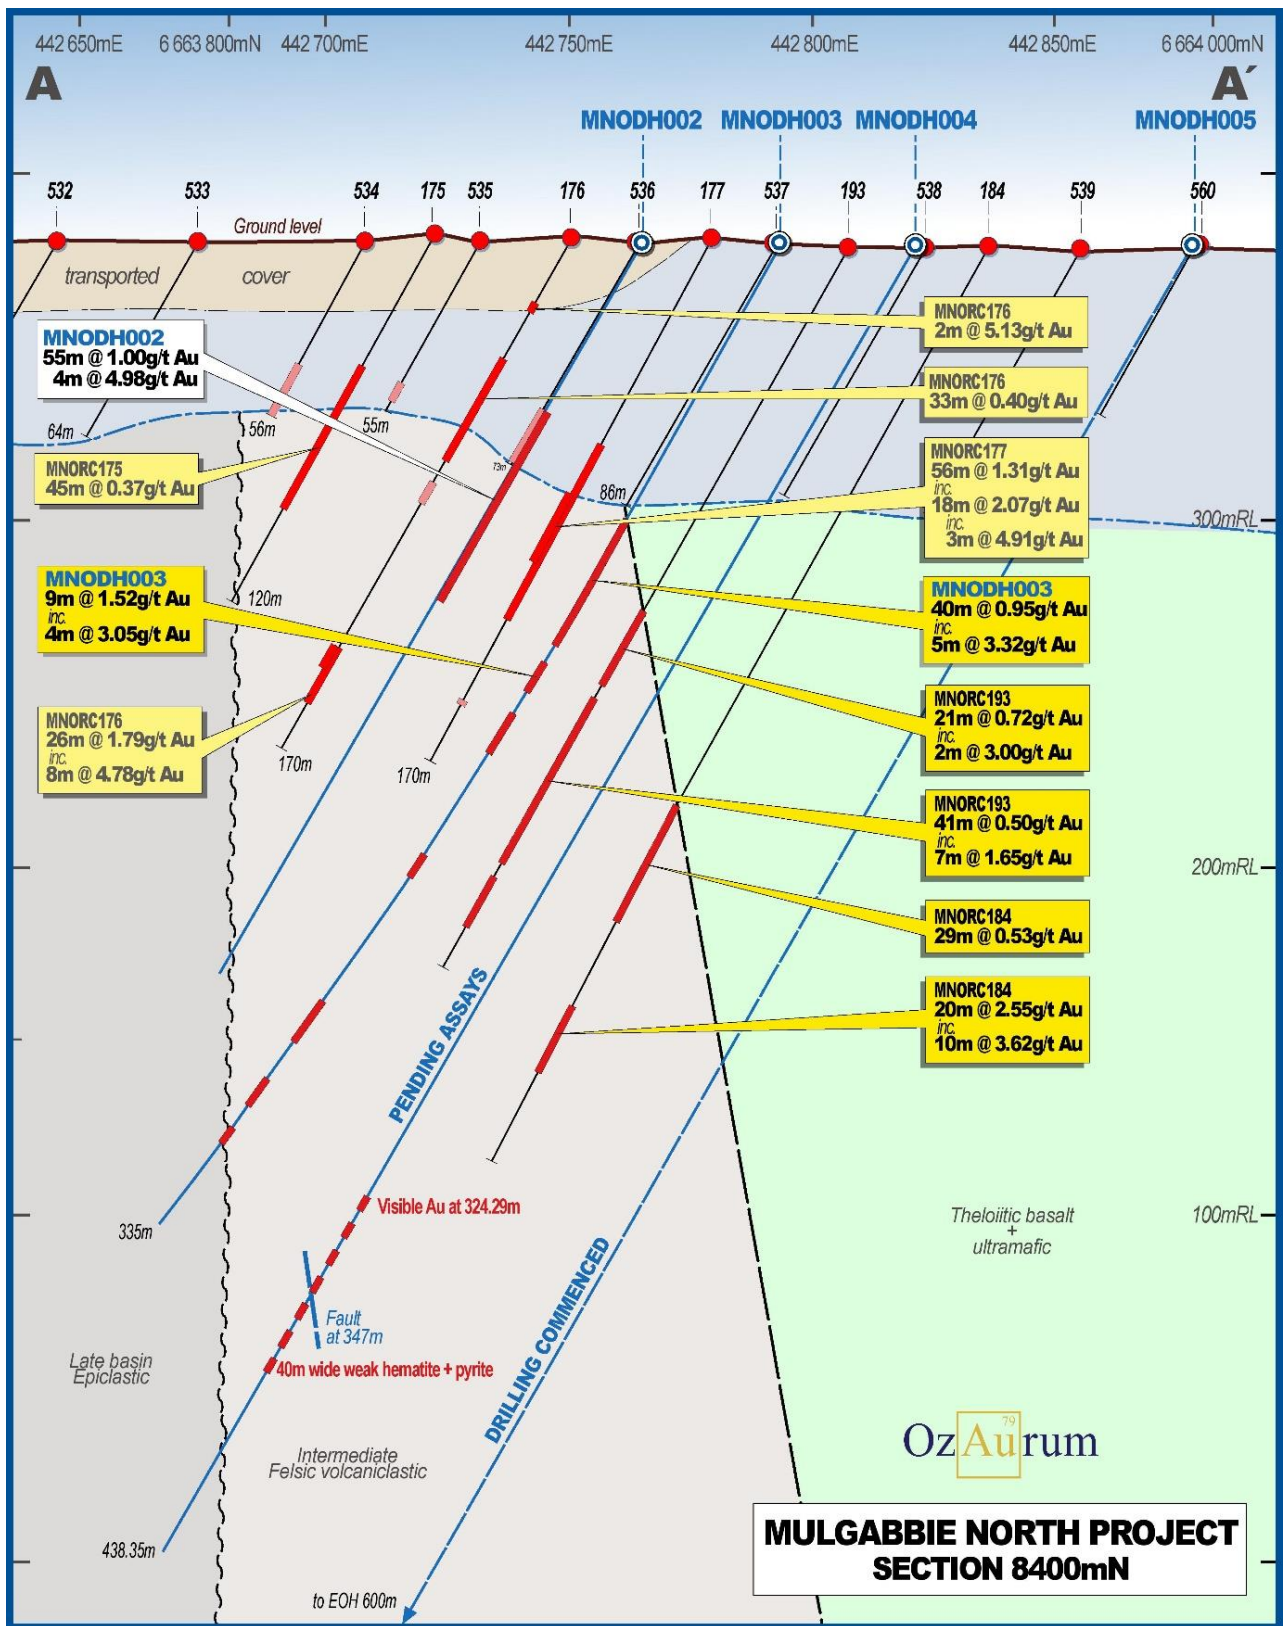 442 650mE 6 663 800mN 442 700mE 442 750mE 442 800mE 442 850mE 6 664 000mN
A A´
MNODH002 MNODH003 MNODH004 MNODH005
532 533 534 175 535 176 536 177 537 193 538 184 539 560
Ground level
transported cover
MNODH002
55m @ 1.00g/t Au
4m @ 4.98g/t Au
MNORC176
2m @ 5.13g/t Au
MNORC176
33m @ 0.40g/t Au
64m
56m
55m
73m
86m
MNORC175
45m @ 0.37g/t Au
MNORC177
56m @ 1.31g/t Au
inc.
18m @ 2.07g/t Au
inc.
3m @ 4.91g/t Au
300mRL
MNODH003
9m @ 1.52g/t Au
inc.
4m @ 3.05g/t Au
120m
MNODH003
40m @ 0.95g/t Au
inc.
5m @ 3.32g/t Au
MNORC176
26m @ 1.79g/t Au
inc.
8m @ 4.78g/t Au
170m
170m
MNORC193
21m @ 0.72g/t Au
inc.
2m @ 3.00g/t Au
MNORC193
41m @ 0.50g/t Au
inc.
7m @ 1.65g/t Au
200mRL
MNORC184
29m @ 0.53g/t Au
MNORC184
20m @ 2.55g/t Au
inc.
10m @ 3.62g/t Au
PENDING ASSAYS
Visible Au at 324.29m
335m
Theloiitic basalt
+
ultramafic
100mRL
Fault
at 347m
DRILLING COMMENCED
Late basin
Epiclastic
40m wide weak hematite + pyrite
Intermediate
Felsic volcaniclastic
79
OzAurum
438.35m
to EOH 600m
MULGABBIE NORTH PROJECT
SECTION 8400mN